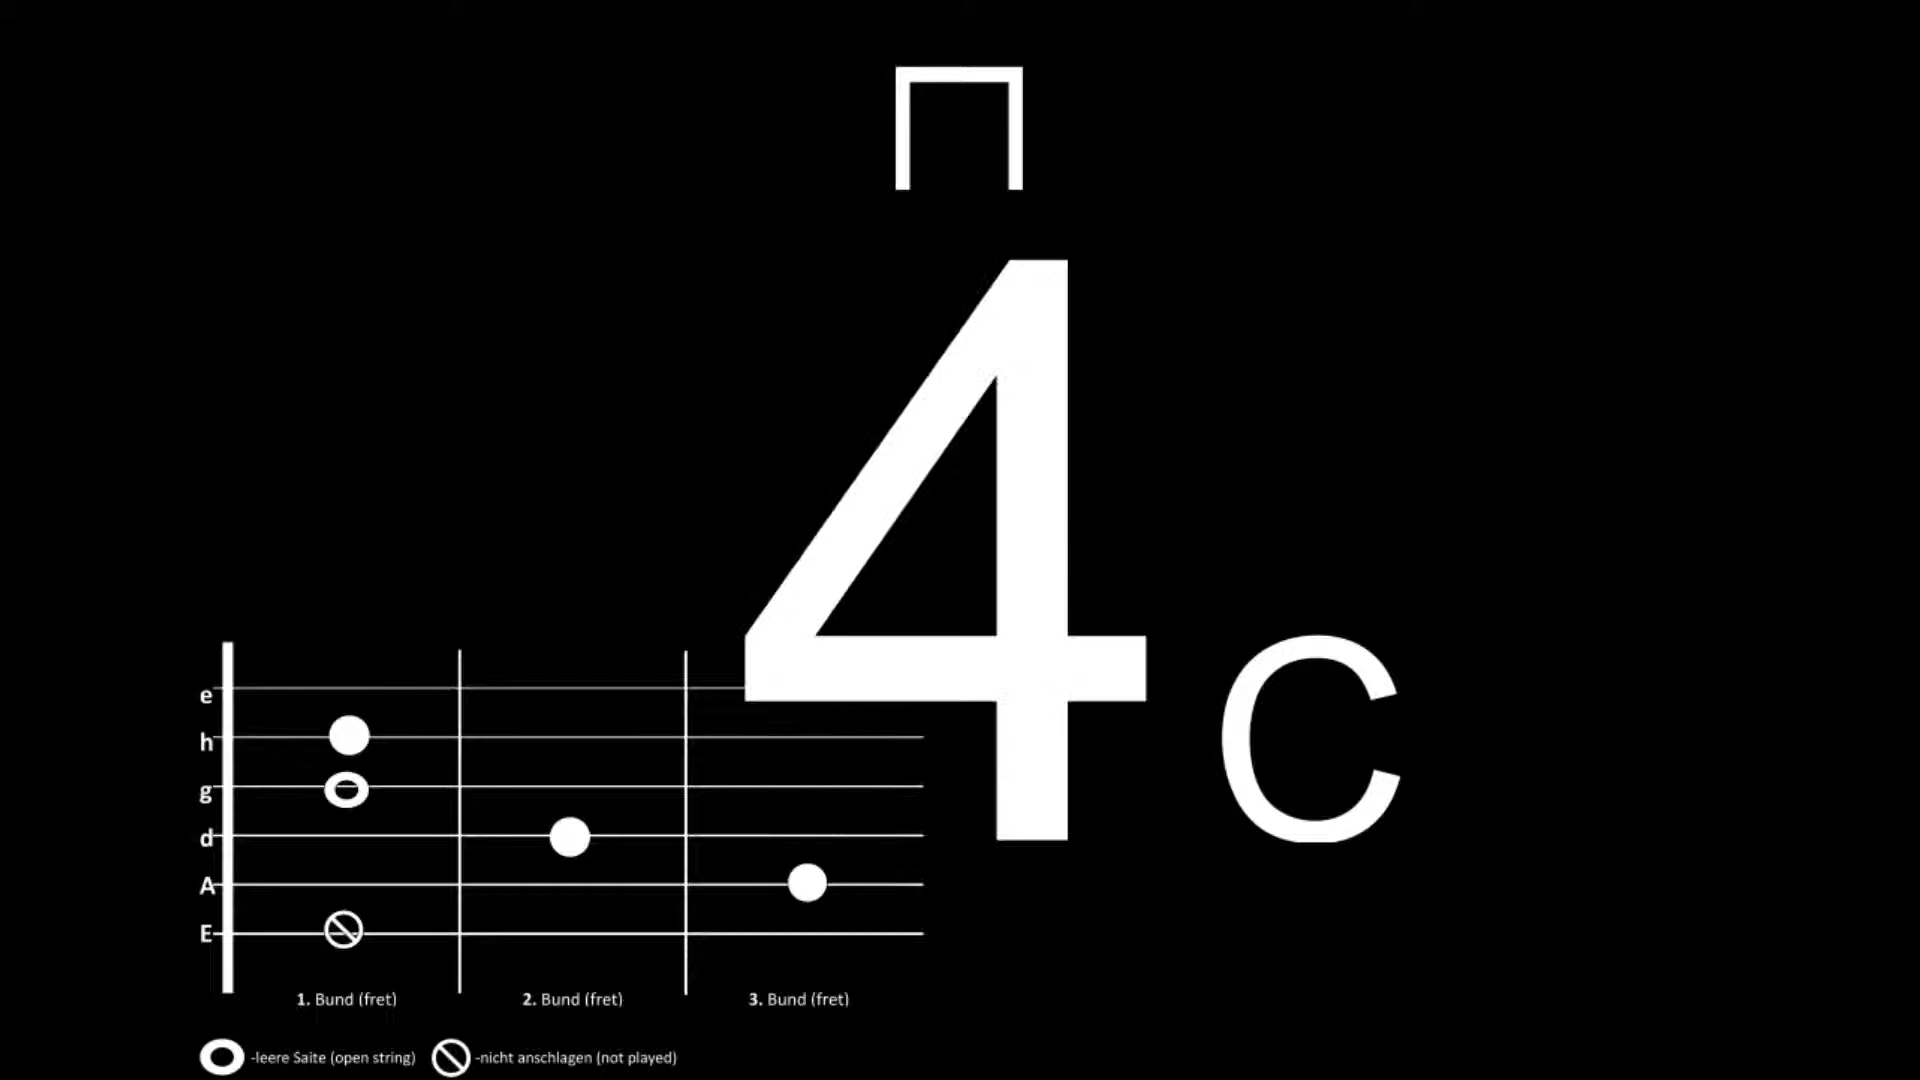 4 C
e
h
g
d
A
E
1. Bund (fret) 2. Bund (fret) 3. Bund (fret)
-leere Saite (open string) -nicht anschlagen (not played)